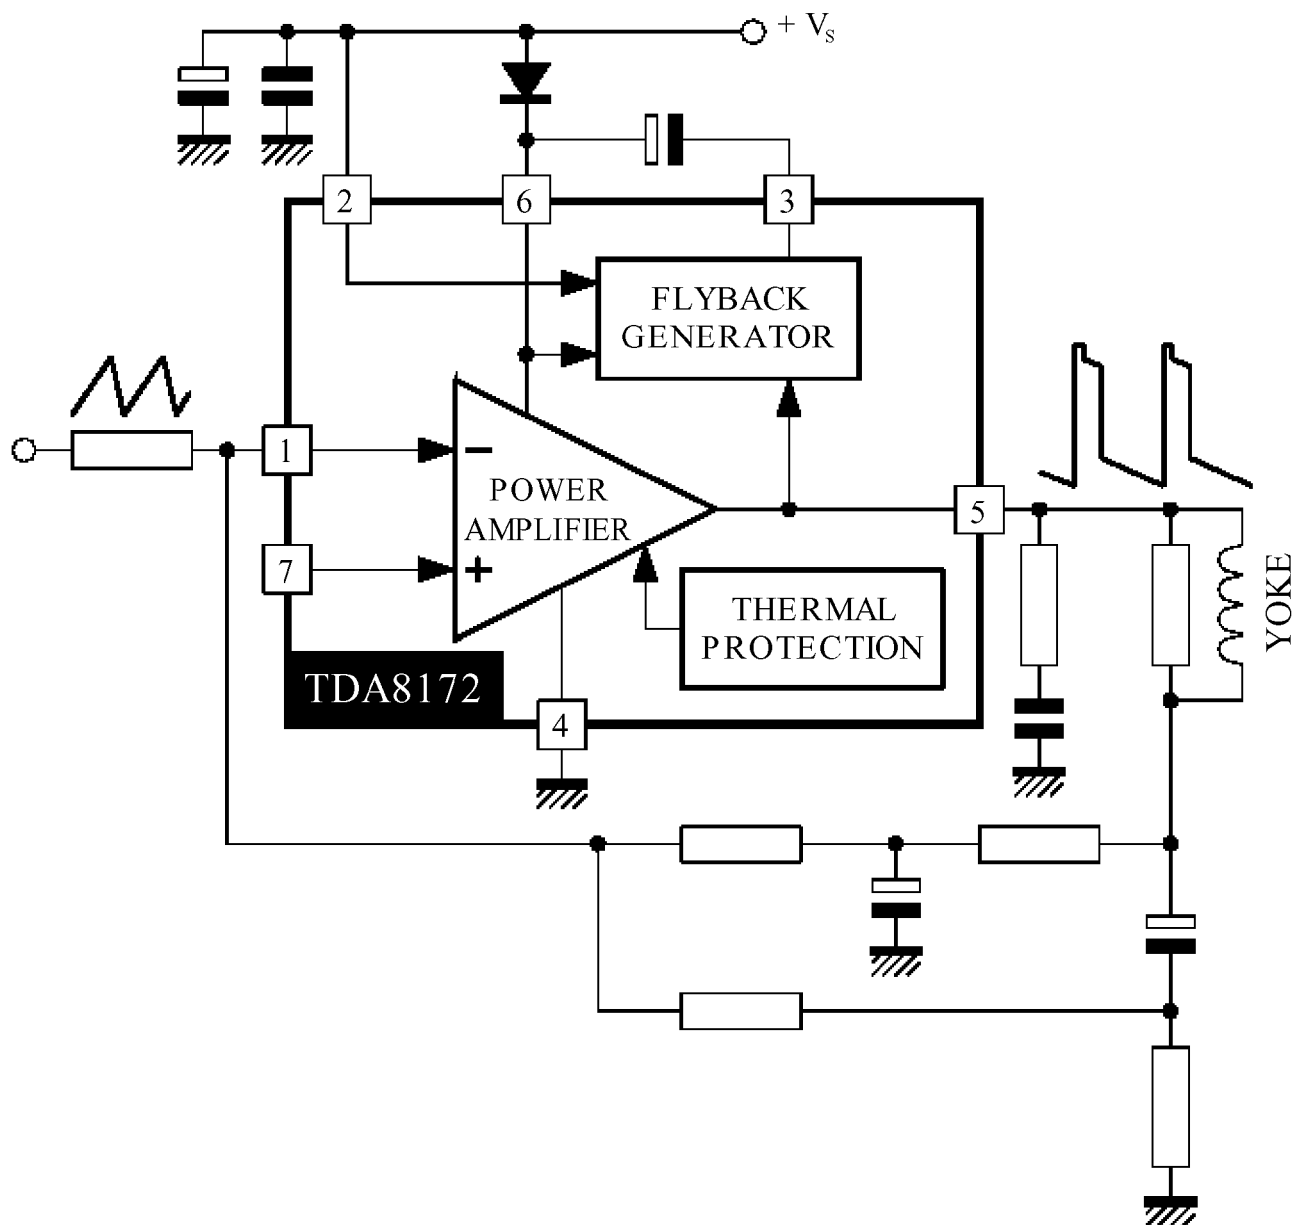 + Vs
2
6
3
FLYBACK
GENERATOR
1
−
POWER
AMPLIFIER
5
7
+
THERMAL
PROTECTION
YOKE
TDA8172
4